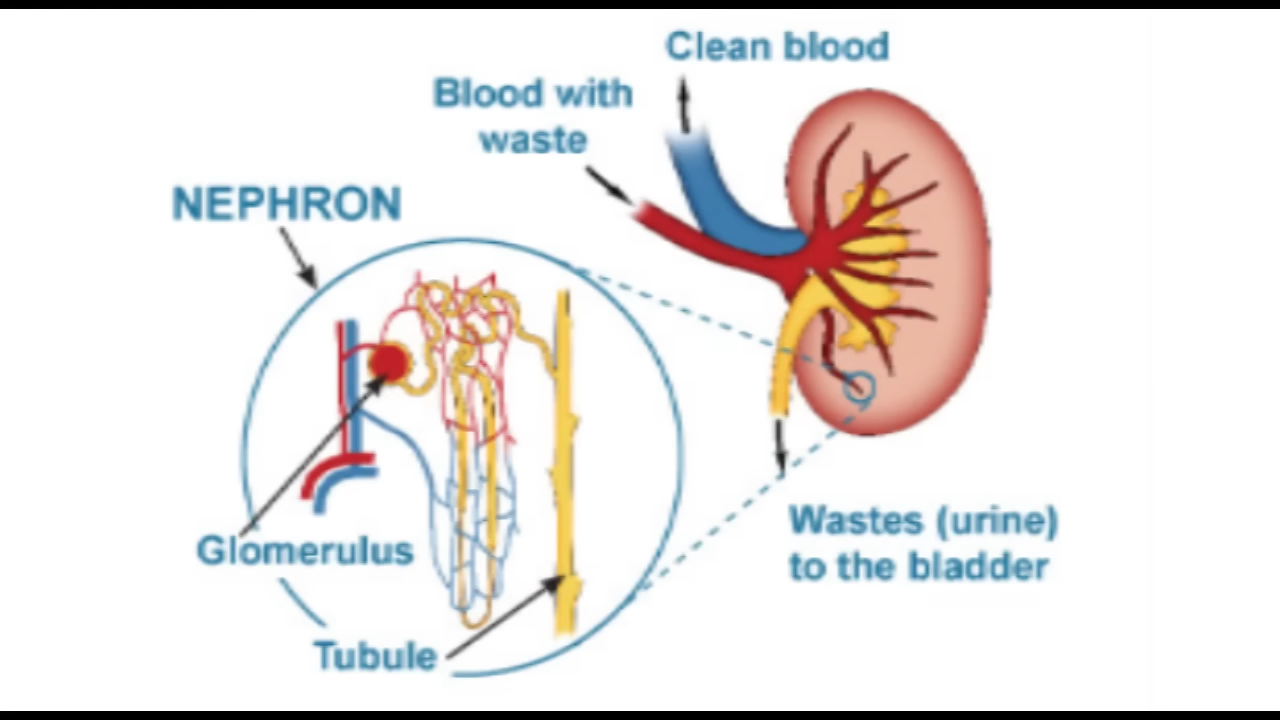 Clean blood
Blood with
waste
NEPHRON
Glomerulus
Tubule
Wastes (urine)
to the bladder